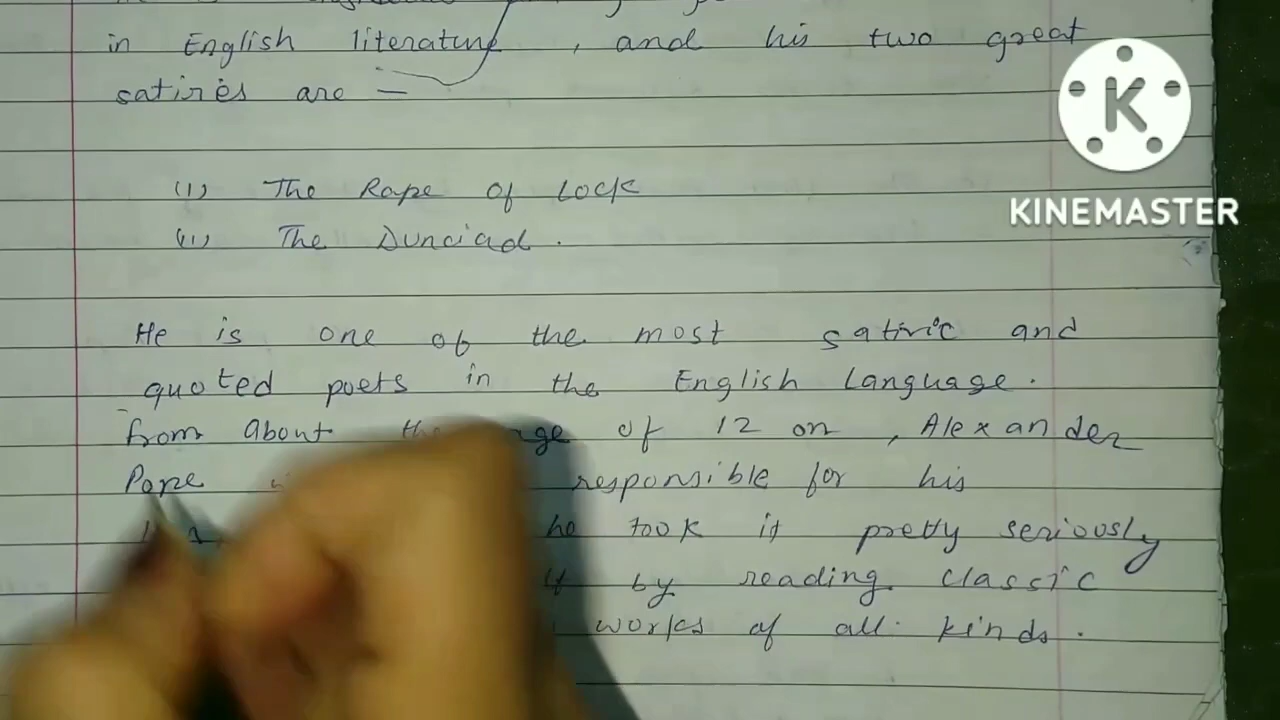 in English literature, and his two great
satires are —
(i) The Rape of Lock
(ii) The Dunciad.
He is one of the most satiric and
quoted poets in the English Language.
from about the age of 12 on, Alexander
Pope responsible for his
he took it pretty seriously
by reading classic
works of all kinds.
K
KINEMASTER